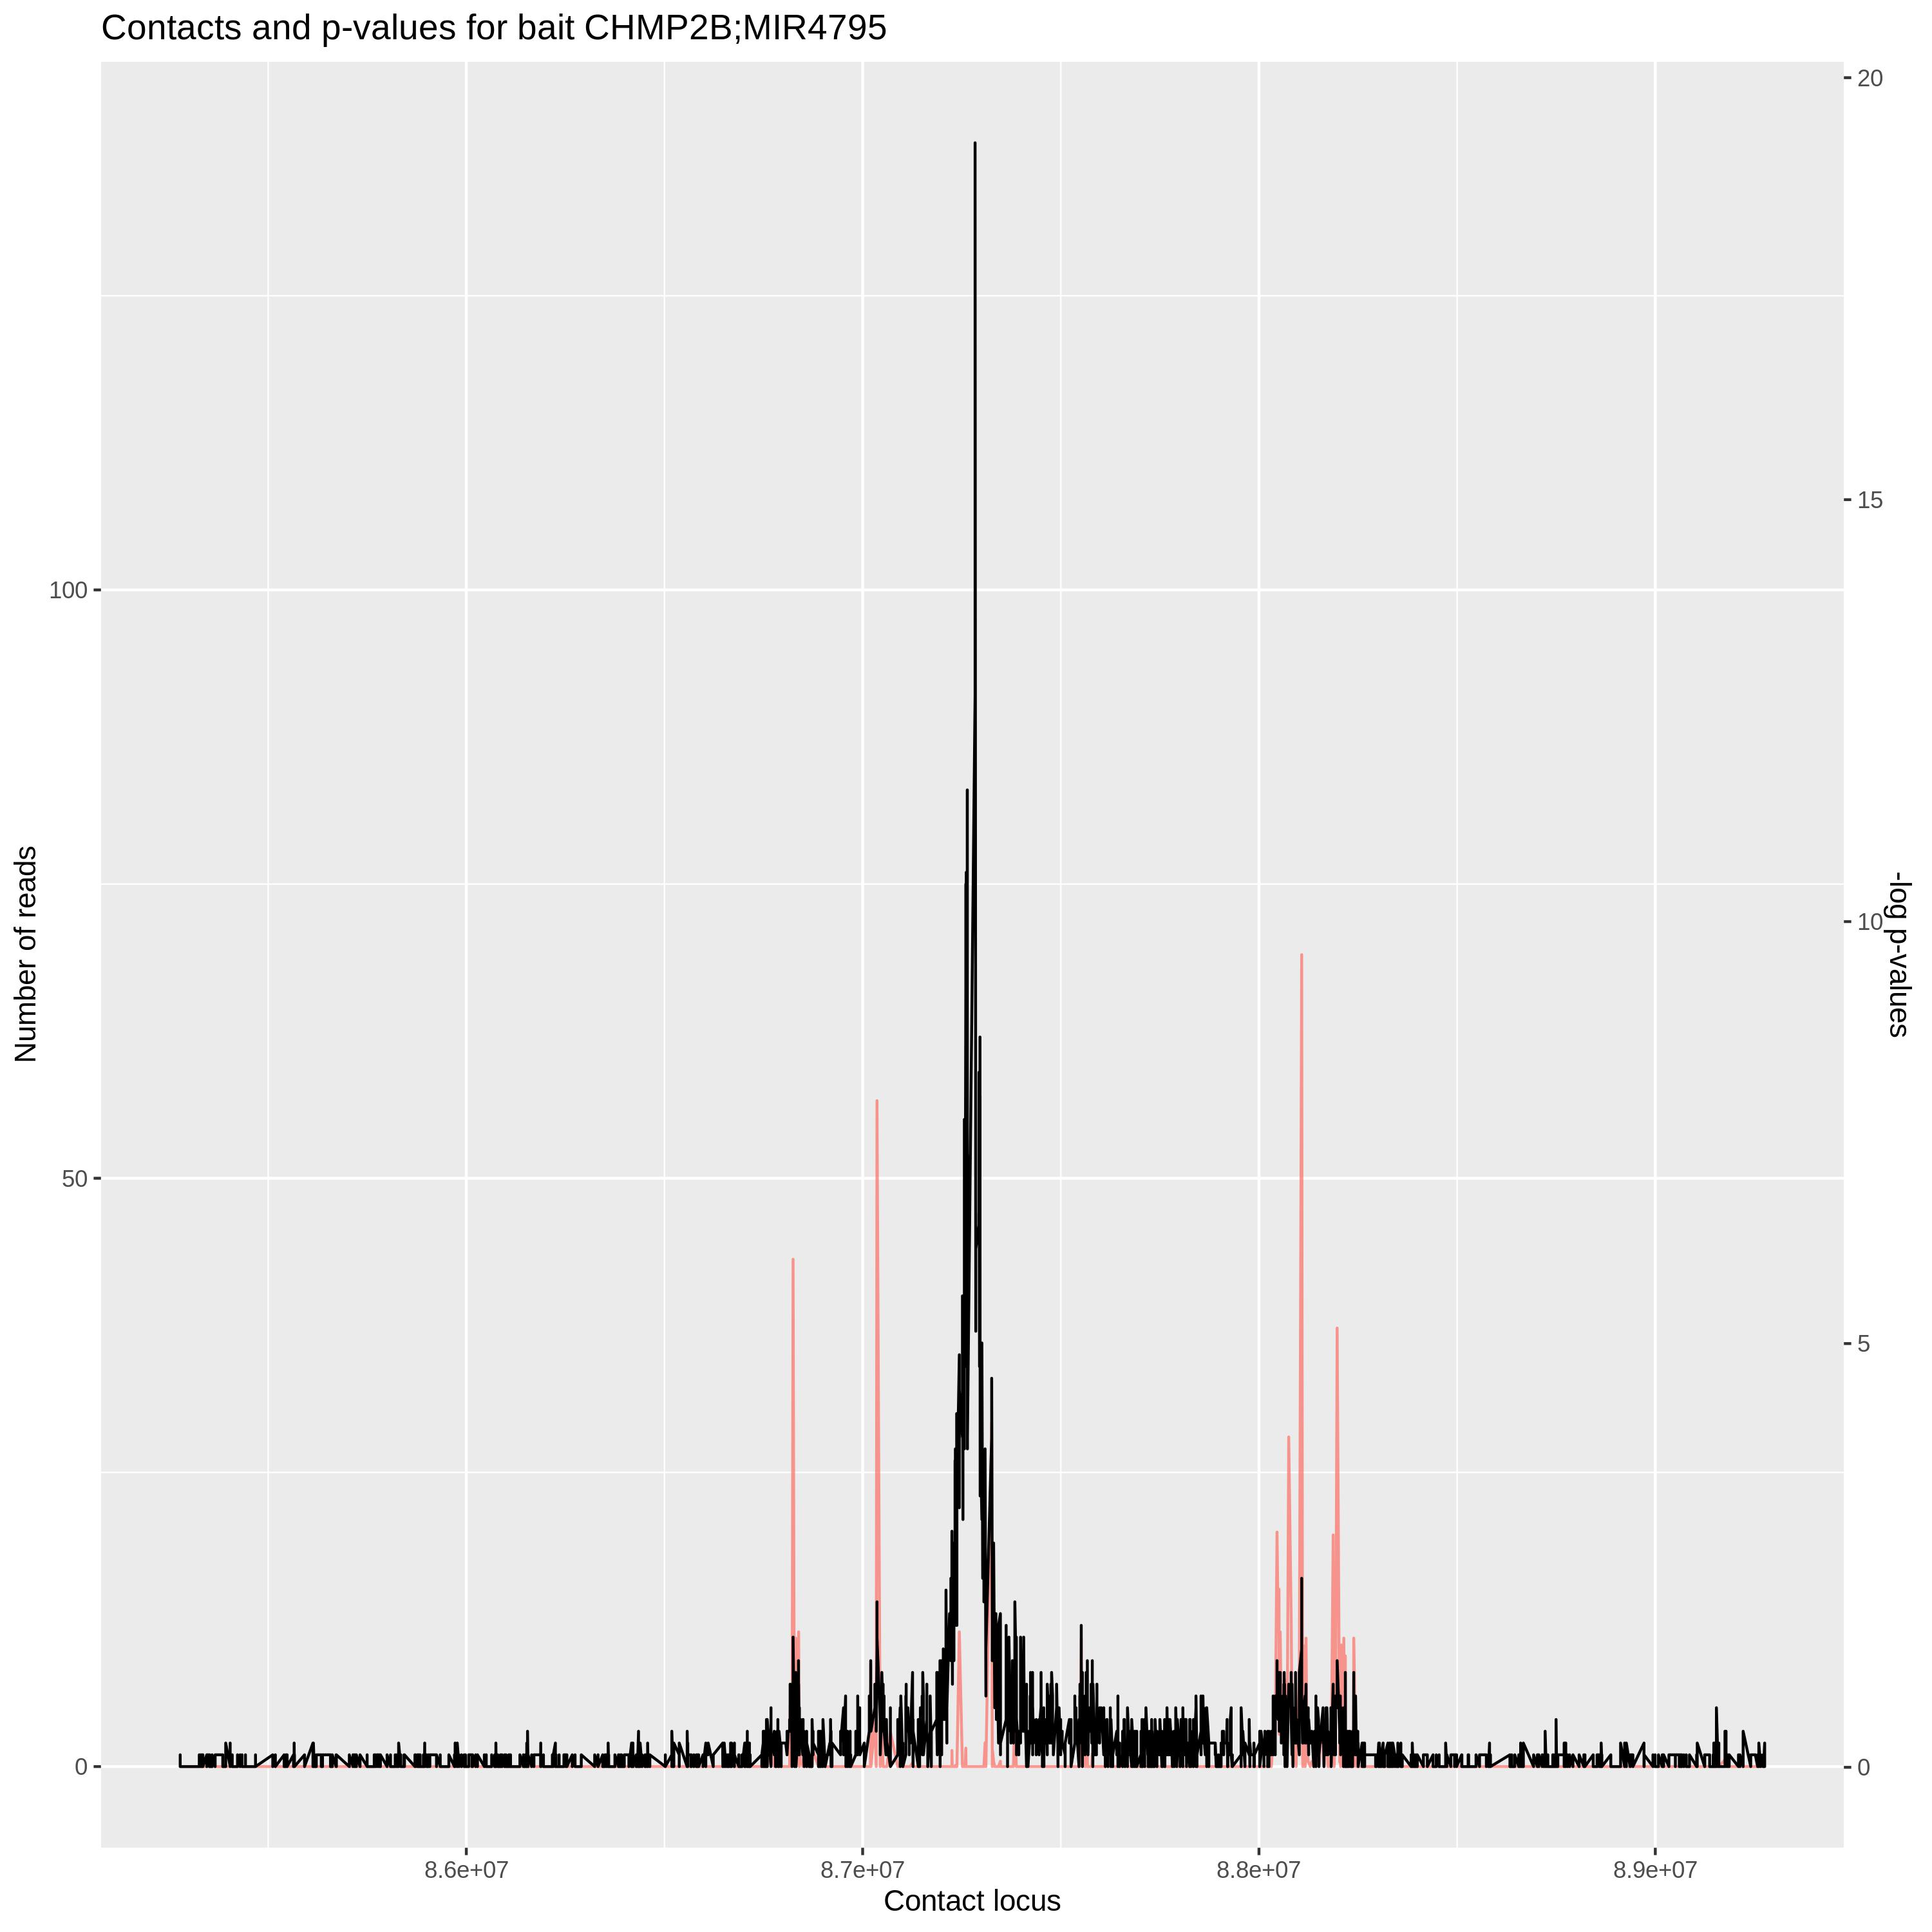 Contacts and p-values for bait CHMP2B;MIR4795
Number of reads
100
50
0
20
15
10
5
0
-log p-values
8.6e+07
8.7e+07
8.8e+07
8.9e+07
Contact locus